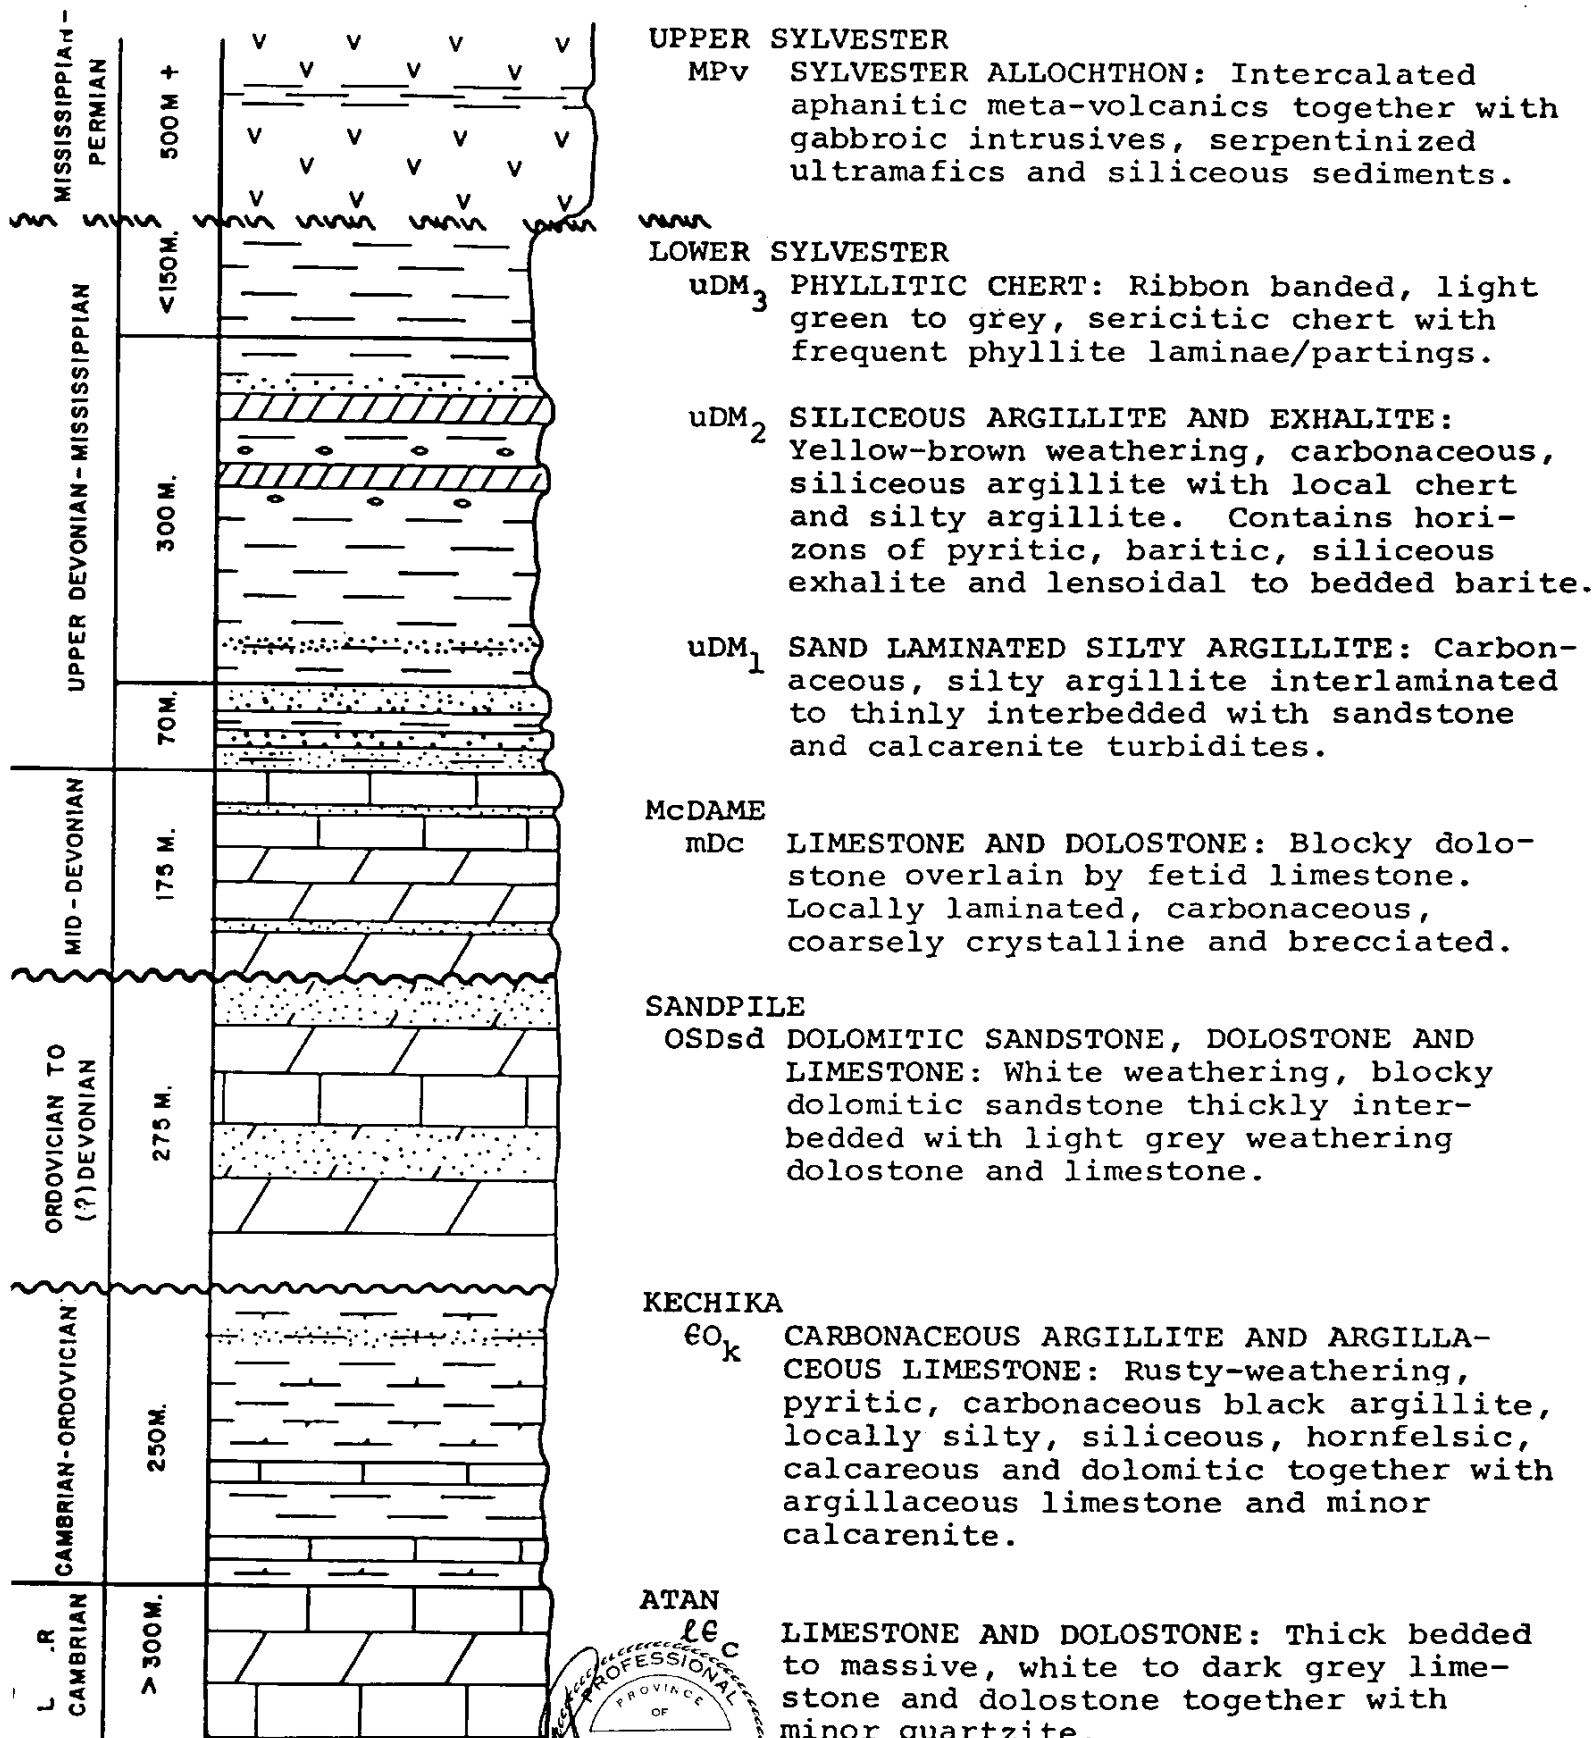 MISSISSIPPIAN-
PERMIAN
500M +
UPPER SYLVESTER
MPv SYLVESTER ALLOCHTHON: Intercalated
aphanitic meta-volcanics together with
gabbroic intrusives, serpentinized
ultramafics and siliceous sediments.
UPPER DEVONIAN-MISSISSIPPIAN
<150M.
300M.
70M.
LOWER SYLVESTER
uDM3 PHYLLITIC CHERT: Ribbon banded, light
green to grey, sericitic chert with
frequent phyllite laminae/partings.
uDM2 SILICEOUS ARGILLITE AND EXHALITE:
Yellow-brown weathering, carbonaceous,
siliceous argillite with local chert
and silty argillite. Contains hori-
zons of pyritic, baritic, siliceous
exhalite and lensoidal to bedded barite.
uDM1 SAND LAMINATED SILTY ARGILLITE: Carbon-
aceous, silty argillite interlaminated
to thinly interbedded with sandstone
and calcarenite turbidites.
MID-DEVONIAN
175 M.
McDAME
mDc LIMESTONE AND DOLOSTONE: Blocky dolo-
stone overlain by fetid limestone.
Locally laminated, carbonaceous,
coarsely crystalline and brecciated.
ORDOVICIAN TO
(?)DEVONIAN
275 M.
SANDPILE
OSDsd DOLOMITIC SANDSTONE, DOLOSTONE AND
LIMESTONE: White weathering, blocky
dolomitic sandstone thickly inter-
bedded with light grey weathering
dolostone and limestone.
CAMBRIAN-ORDOVICIAN
250M.
KECHIKA
ЄOk CARBONACEOUS ARGILLITE AND ARGILLA-
CEOUS LIMESTONE: Rusty-weathering,
pyritic, carbonaceous black argillite,
locally silty, siliceous, hornfelsic,
calcareous and dolomitic together with
argillaceous limestone and minor
calcarenite.
L .R
CAMBRIAN
>300M.
ATAN
ℓЄc LIMESTONE AND DOLOSTONE: Thick bedded
to massive, white to dark grey lime-
stone and dolostone together with
minor quartzite.
PROFESSIONAL
PROVINCE
OF